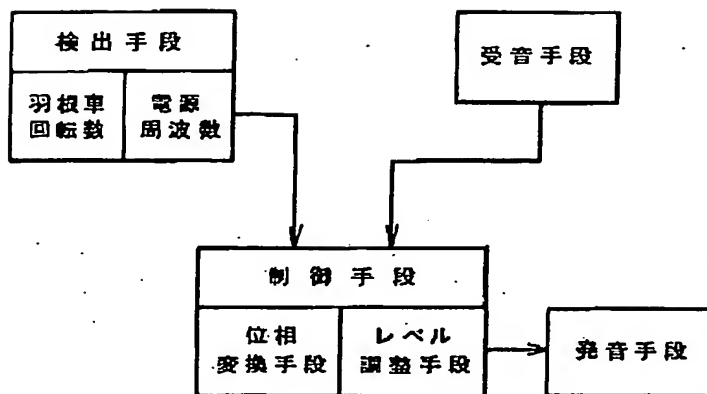 検出手段
羽根車
回転数
電源
周波数
受音手段
制御手段
位相
変換手段
レベル
調整手段
発音手段